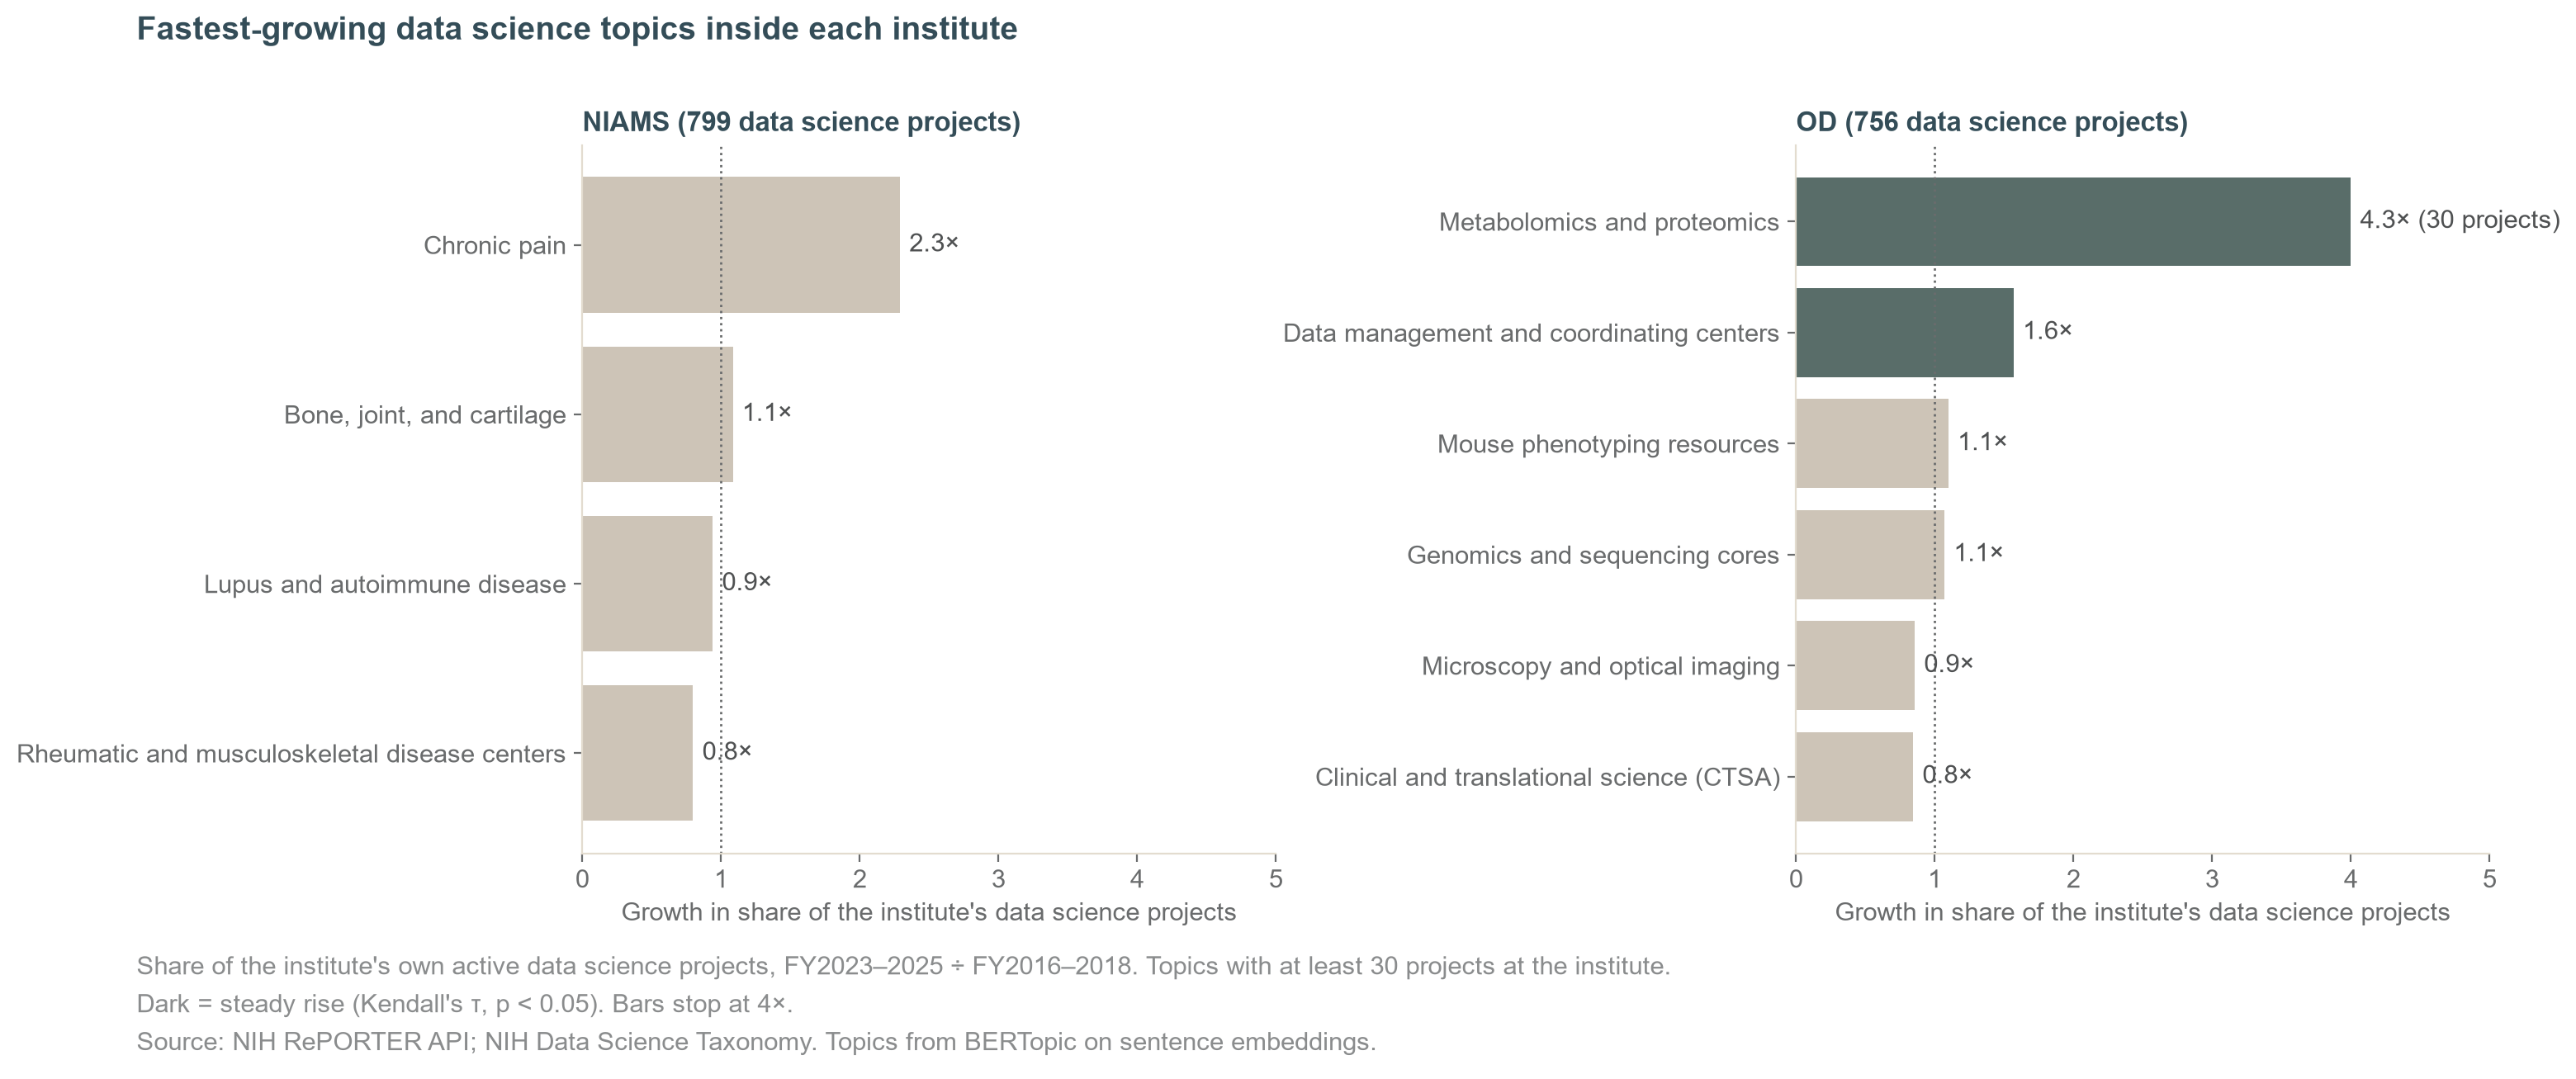 Fastest-growing data science topics inside each institute
NIAMS (799 data science projects)
Chronic pain
2.3×
Bone, joint, and cartilage
1.1×
Lupus and autoimmune disease
0.9×
Rheumatic and musculoskeletal disease centers
0.8×
0 1 2 3 4 5
Growth in share of the institute's data science projects
OD (756 data science projects)
Metabolomics and proteomics
4.3× (30 projects)
Data management and coordinating centers
1.6×
Mouse phenotyping resources
1.1×
Genomics and sequencing cores
1.1×
Microscopy and optical imaging
0.9×
Clinical and translational science (CTSA)
0.8×
0 1 2 3 4 5
Growth in share of the institute's data science projects
Share of the institute's own active data science projects, FY2023–2025 ÷ FY2016–2018. Topics with at least 30 projects at the institute.
Dark = steady rise (Kendall's τ, p < 0.05). Bars stop at 4×.
Source: NIH RePORTER API; NIH Data Science Taxonomy. Topics from BERTopic on sentence embeddings.